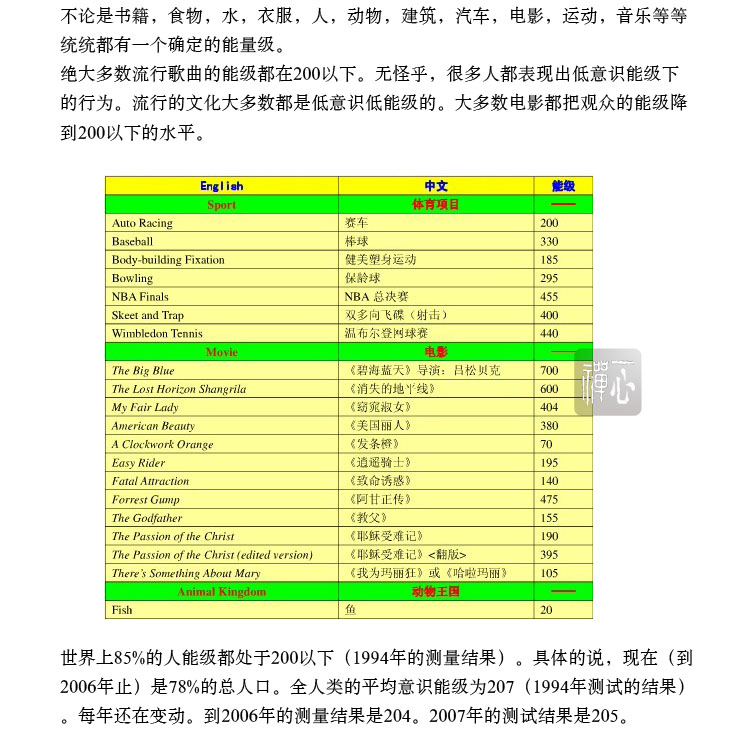 不论是书籍，食物，水，衣服，人，动物，建筑，汽车，电影，运动，音乐等等
统统都有一个确定的能量级。
绝大多数流行歌曲的能级都在200以下。无怪乎，很多人都表现出低意识能级下
的行为。流行的文化大多数都是低意识低能级的。大多数电影都把观众的能级降
到200以下的水平。
English 中文 能级
Sport 体育项目 ——
Auto Racing 赛车 200
Baseball 棒球 330
Body-building Fixation 健美塑身运动 185
Bowling 保龄球 295
NBA Finals NBA 总决赛 455
Skeet and Trap 双多向飞碟（射击） 400
Wimbledon Tennis 温布尔登网球赛 440
Movie 电影 ——
The Big Blue 《碧海蓝天》导演：吕松贝克 700
The Lost Horizon Shangrila 《消失的地平线》 600
禅心
My Fair Lady 《窈窕淑女》 404
American Beauty 《美国丽人》 380
A Clockwork Orange 《发条橙》 70
Easy Rider 《逍遥骑士》 195
Fatal Attraction 《致命诱惑》 140
Forrest Gump 《阿甘正传》 475
The Godfather 《教父》 155
The Passion of the Christ 《耶稣受难记》 190
The Passion of the Christ (edited version) 《耶稣受难记》<翻版> 395
There's Something About Mary 《我为玛丽狂》或《哈啦玛丽》 105
Animal Kingdom 动物王国 ——
Fish 鱼 20
世界上85%的人能级都处于200以下（1994年的测量结果）。具体的说，现在（到
2006年止）是78%的总人口。全人类的平均意识能级为207（1994年测试的结果）
。每年还在变动。到2006年的测量结果是204。2007年的测试结果是205。